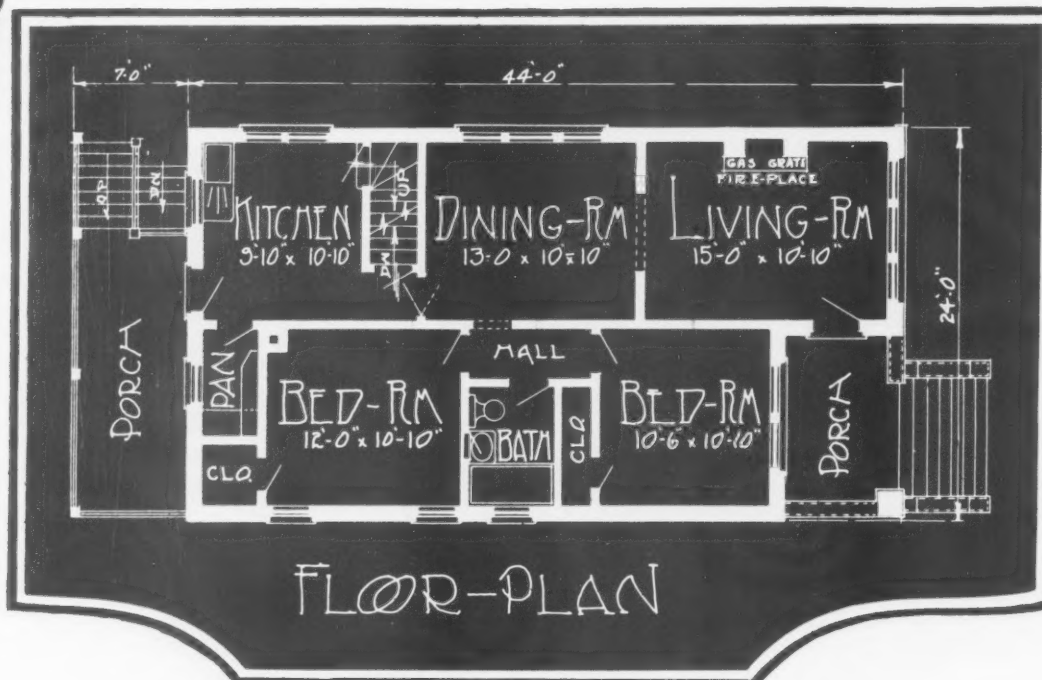 7'0"
44'-0"
GAS GRATE
FIRE-PLACE
UP
DN
KITCHEN
9-10" x 10-10"
UP
DN
DINING-RM
13-0 x 10-10"
LIVING-RM
15'-0" x 10-10"
24'-0"
HALL
PORCH
PAN
BED-RM
12'-0" x 10'-10"
BATH
CLO.
BED-RM
10'-6" x 10'-10"
PORCH
CLO.
FLOOR-PLAN